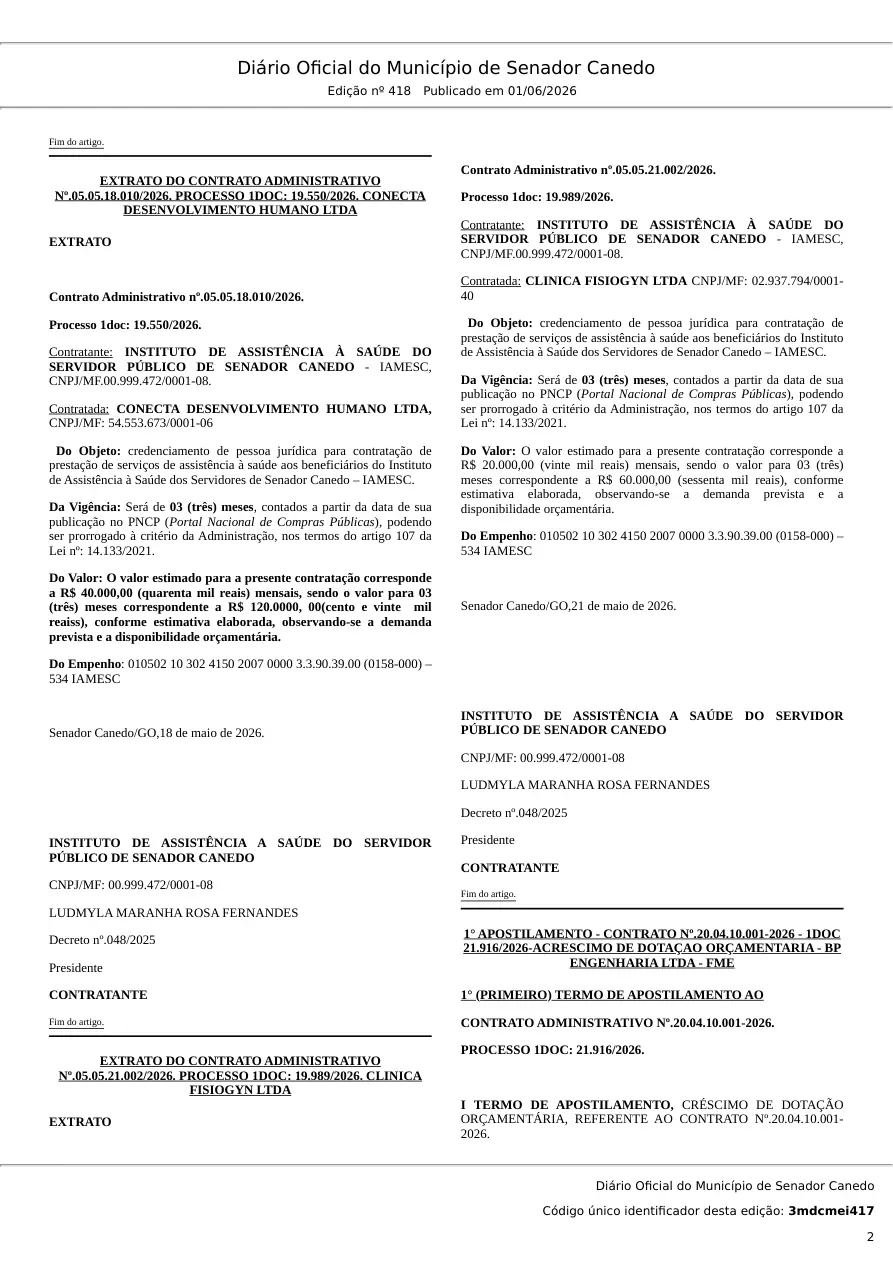 Diário Oficial do Município de Senador Canedo
Edição nº 418 Publicado em 01/06/2026
Fim do artigo.
EXTRATO DO CONTRATO ADMINISTRATIVO
Nº.05.05.18.010/2026. PROCESSO 1DOC: 19.550/2026. CONECTA
DESENVOLVIMENTO HUMANO LTDA
EXTRATO
Contrato Administrativo nº.05.05.18.010/2026.
Processo 1doc: 19.550/2026.
Contratante: INSTITUTO DE ASSISTÊNCIA À SAÚDE DO
SERVIDOR PÚBLICO DE SENADOR CANEDO - IAMESC,
CNPJ/MF.00.999.472/0001-08.
Contratada: CONECTA DESENVOLVIMENTO HUMANO LTDA,
CNPJ/MF: 54.553.673/0001-06
Do Objeto: credenciamento de pessoa jurídica para contratação de
prestação de serviços de assistência à saúde aos beneficiários do Instituto
de Assistência à Saúde dos Servidores de Senador Canedo – IAMESC.
Da Vigência: Será de 03 (três) meses, contados a partir da data de sua
publicação no PNCP (Portal Nacional de Compras Públicas), podendo
ser prorrogado à critério da Administração, nos termos do artigo 107 da
Lei nº: 14.133/2021.
Do Valor: O valor estimado para a presente contratação corresponde
a R$ 40.000,00 (quarenta mil reais) mensais, sendo o valor para 03
(três) meses correspondente a R$ 120.0000, 00(cento e vinte mil
reaiss), conforme estimativa elaborada, observando-se a demanda
prevista e a disponibilidade orçamentária.
Do Empenho: 010502 10 302 4150 2007 0000 3.3.90.39.00 (0158-000) –
534 IAMESC
Senador Canedo/GO,18 de maio de 2026.
INSTITUTO DE ASSISTÊNCIA A SAÚDE DO SERVIDOR
PÚBLICO DE SENADOR CANEDO
CNPJ/MF: 00.999.472/0001-08
LUDMYLA MARANHA ROSA FERNANDES
Decreto nº.048/2025
Presidente
CONTRATANTE
Fim do artigo.
EXTRATO DO CONTRATO ADMINISTRATIVO
Nº.05.05.21.002/2026. PROCESSO 1DOC: 19.989/2026. CLINICA
FISIOGYN LTDA
EXTRATO
Contrato Administrativo nº.05.05.21.002/2026.
Processo 1doc: 19.989/2026.
Contratante: INSTITUTO DE ASSISTÊNCIA À SAÚDE DO
SERVIDOR PÚBLICO DE SENADOR CANEDO - IAMESC,
CNPJ/MF.00.999.472/0001-08.
Contratada: CLINICA FISIOGYN LTDA CNPJ/MF: 02.937.794/0001-
40
Do Objeto: credenciamento de pessoa jurídica para contratação de
prestação de serviços de assistência à saúde aos beneficiários do Instituto
de Assistência à Saúde dos Servidores de Senador Canedo – IAMESC.
Da Vigência: Será de 03 (três) meses, contados a partir da data de sua
publicação no PNCP (Portal Nacional de Compras Públicas), podendo
ser prorrogado à critério da Administração, nos termos do artigo 107 da
Lei nº: 14.133/2021.
Do Valor: O valor estimado para a presente contratação corresponde a
R$ 20.000,00 (vinte mil reais) mensais, sendo o valor para 03 (três)
meses correspondente a R$ 60.000,00 (sessenta mil reais), conforme
estimativa elaborada, observando-se a demanda prevista e a
disponibilidade orçamentária.
Do Empenho: 010502 10 302 4150 2007 0000 3.3.90.39.00 (0158-000) –
534 IAMESC
Senador Canedo/GO,21 de maio de 2026.
INSTITUTO DE ASSISTÊNCIA A SAÚDE DO SERVIDOR
PÚBLICO DE SENADOR CANEDO
CNPJ/MF: 00.999.472/0001-08
LUDMYLA MARANHA ROSA FERNANDES
Decreto nº.048/2025
Presidente
CONTRATANTE
Fim do artigo.
1° APOSTILAMENTO - CONTRATO Nº.20.04.10.001-2026 - 1DOC
21.916/2026-ACRESCIMO DE DOTAÇAO ORÇAMENTARIA - BP
ENGENHARIA LTDA - FME
1° (PRIMEIRO) TERMO DE APOSTILAMENTO AO
CONTRATO ADMINISTRATIVO Nº.20.04.10.001-2026.
PROCESSO 1DOC: 21.916/2026.
I TERMO DE APOSTILAMENTO, CRÉSCIMO DE DOTAÇÃO
ORÇAMENTÁRIA, REFERENTE AO CONTRATO Nº.20.04.10.001-
2026.
Diário Oficial do Município de Senador Canedo
Código único identificador desta edição: 3mdcmei417
2